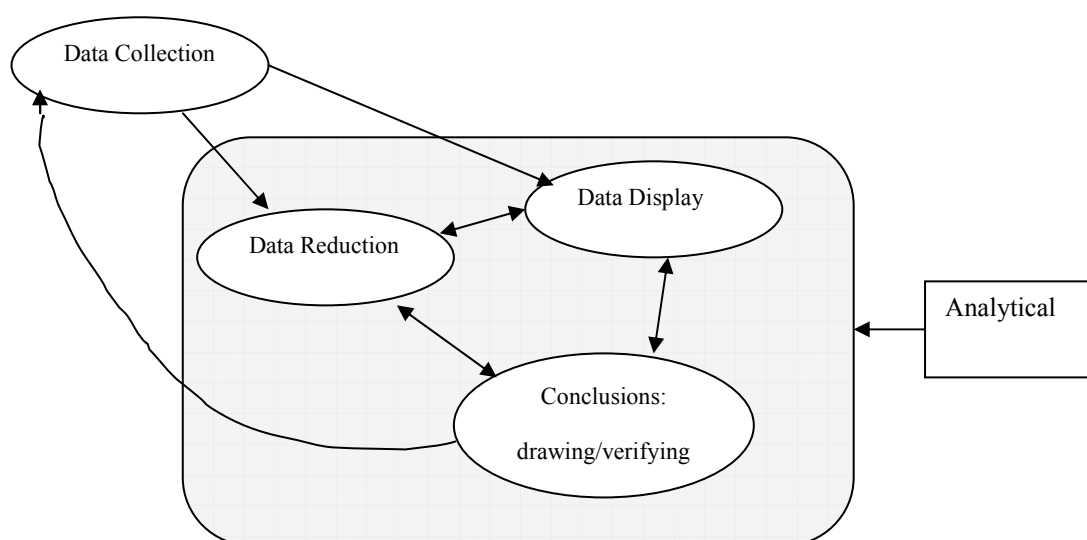 Data Collection
Data Display
Data Reduction
Analytical
Conclusions:
drawing/verifying